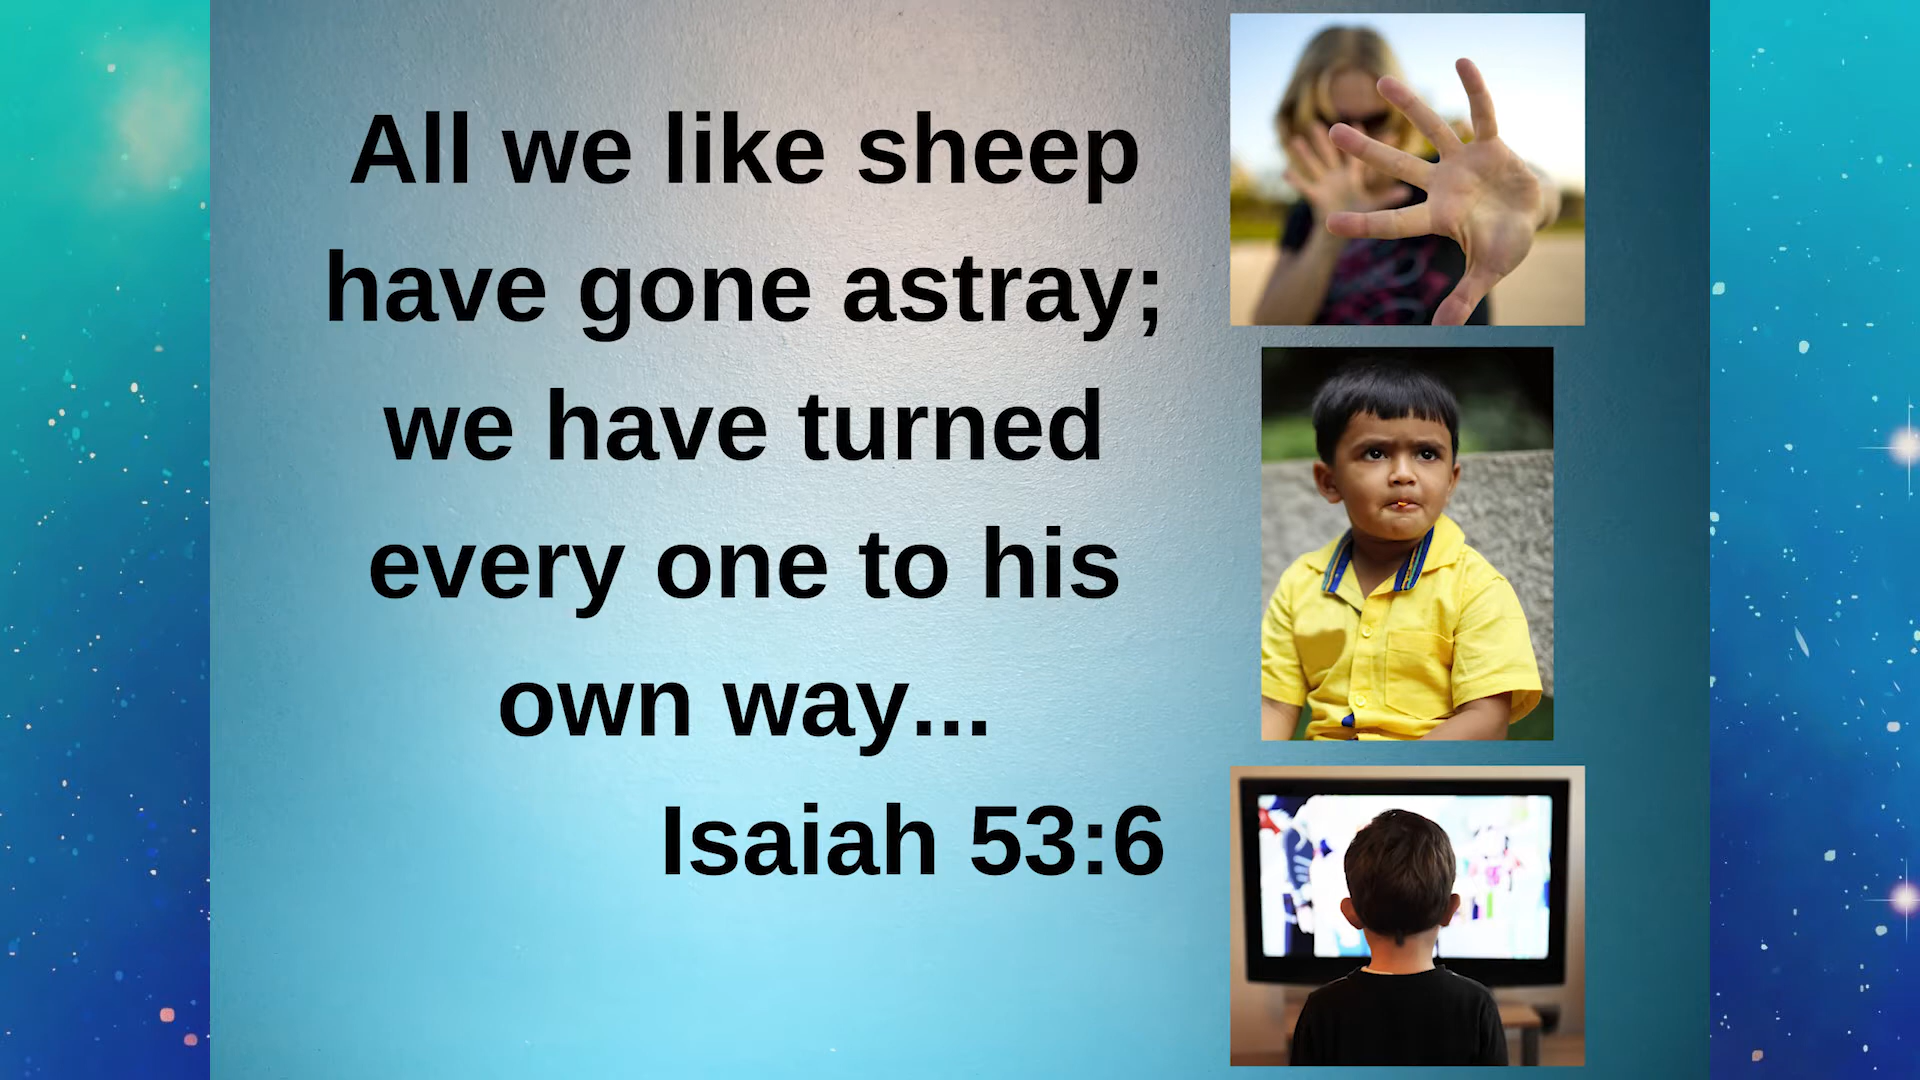 All we like sheep
have gone astray;
we have turned
every one to his
own way...
Isaiah 53:6